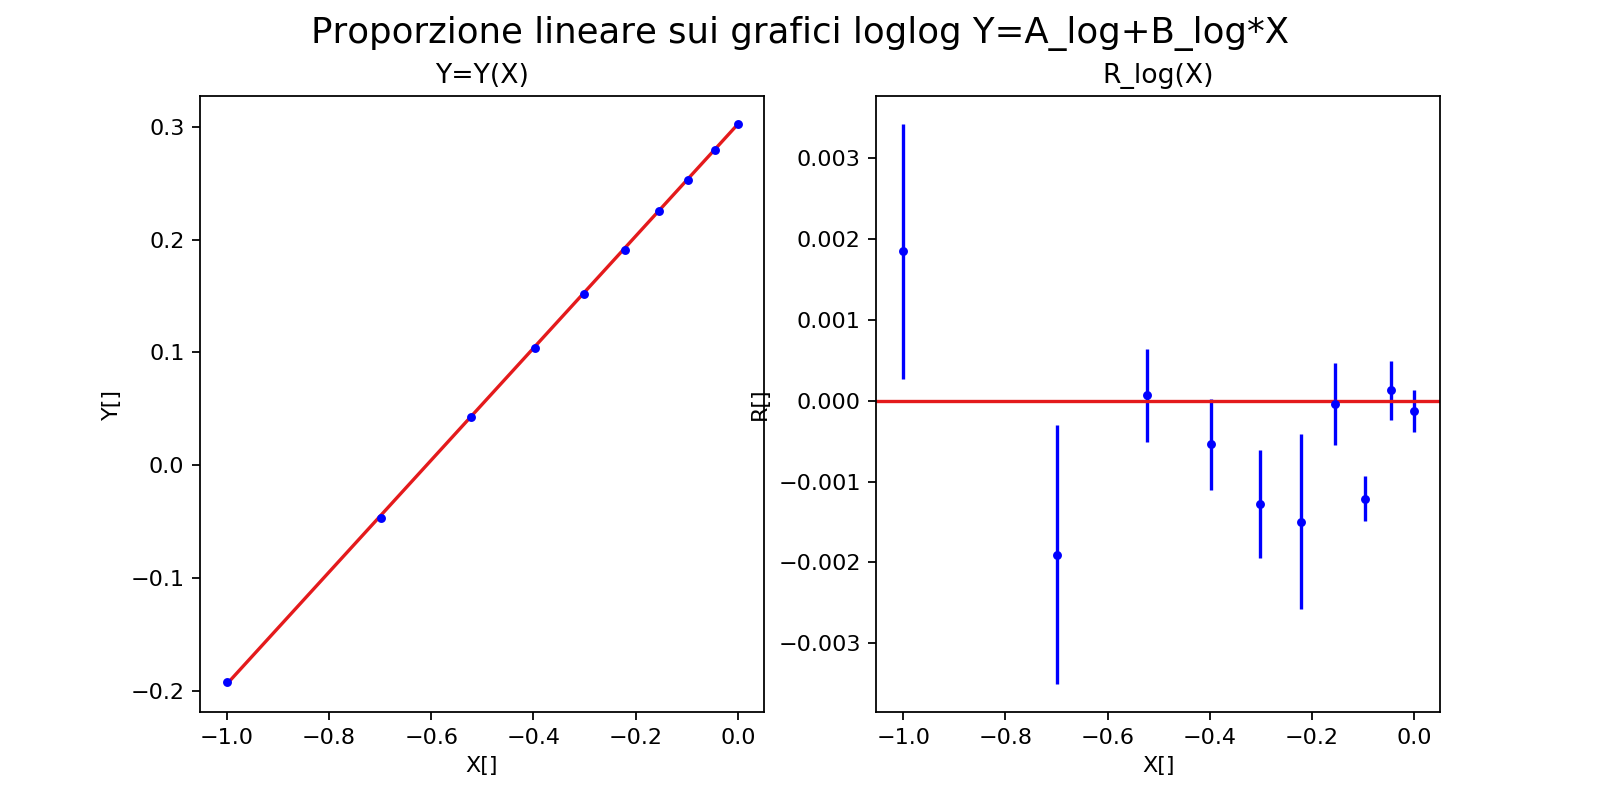 Proporzione lineare sui grafici loglog Y=A_log+B_log*X
Y=Y(X)
0.3
0.2
0.1
0.0
−0.1
−0.2
Y[]
−1.0 −0.8 −0.6 −0.4 −0.2 0.0
X[]
R_log(X)
0.003
0.002
0.001
0.000
−0.001
−0.002
−0.003
R[]
−1.0 −0.8 −0.6 −0.4 −0.2 0.0
X[]